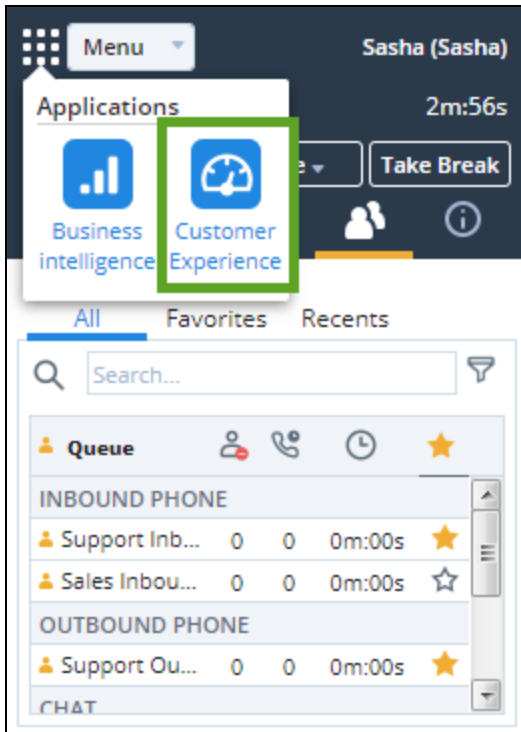 Menu
Sasha (Sasha)
Applications
2m:56s
Take Break
Business
intelligence
Customer
Experience
All Favorites Recents
Search...
Queue
INBOUND PHONE
Support Inb... 0 0 0m:00s
Sales Inbou... 0 0 0m:00s
OUTBOUND PHONE
Support Ou... 0 0 0m:00s
CHAT